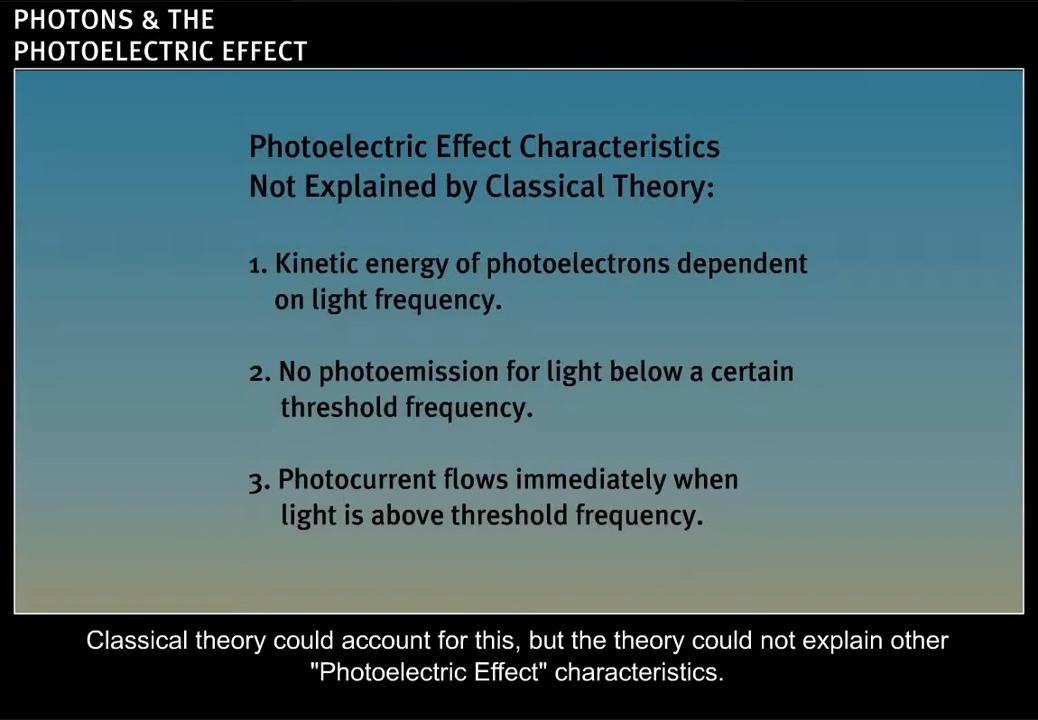 PHOTONS & THE
PHOTOELECTRIC EFFECT
Photoelectric Effect Characteristics
Not Explained by Classical Theory:
1. Kinetic energy of photoelectrons dependent
on light frequency.
2. No photoemission for light below a certain
threshold frequency.
3. Photocurrent flows immediately when
light is above threshold frequency.
Classical theory could account for this, but the theory could not explain other
"Photoelectric Effect" characteristics.